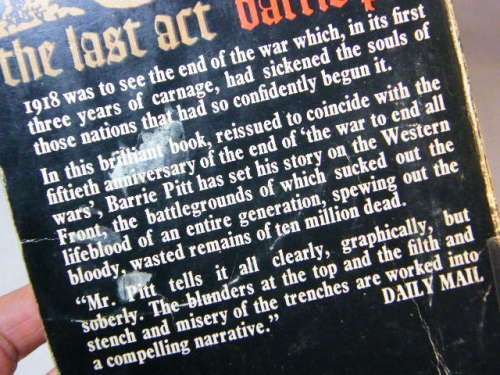 the last act barrie p
1918 was to see the end of the war which, in its first
three years of carnage, had sickened the souls of
those nations that had so confidently begun it.
In this brilliant book, reissued to coincide with the
fiftieth anniversary of the end of 'the war to end all
wars', Barrie Pitt has set his story on the Western
Front, the battlegrounds of which sucked out the
lifeblood of an entire generation, spewing out the
bloody, wasted remains of ten million dead.
"Mr. Pitt tells it all clearly, graphically, but
soberly. The blunders at the top and the filth and
stench and misery of the trenches are worked into
a compelling narrative."
DAILY MAIL